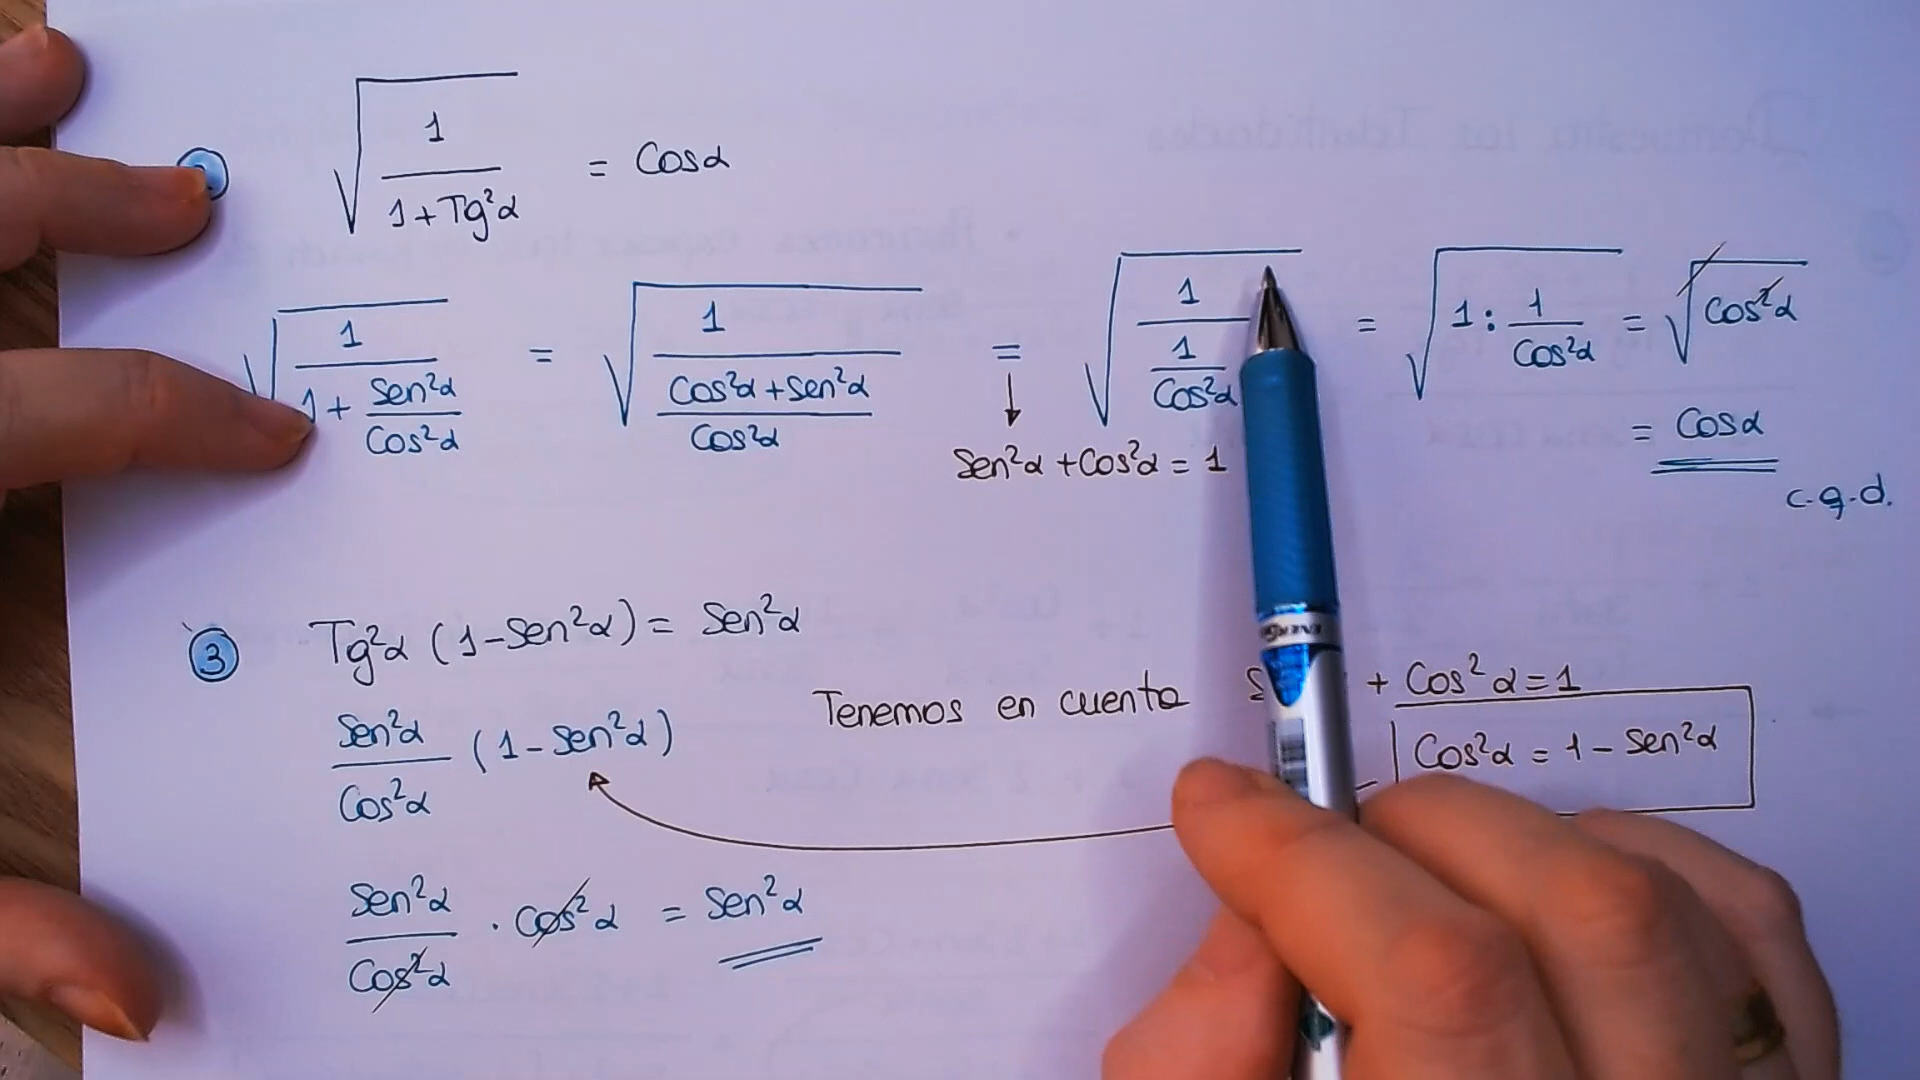 √(1/(1+Tg²α)) = Cosα
√(1/(1+Sen²α/Cos²α)) = √(1/((Cos²α+Sen²α)/Cos²α)) = √(1/(1/Cos²α)) = √(1:1/Cos²α) = √Cos²α
= Cosα
Sen²α + Cos²α = 1
c.q.d.
3 Tg²α (1-Sen²α) = Sen²α
Sen²α/Cos²α (1-Sen²α)
Tenemos en cuenta + Cos²α = 1
Cos²α = 1 - Sen²α
Sen²α/Cos²α · Cos²α = Sen²α